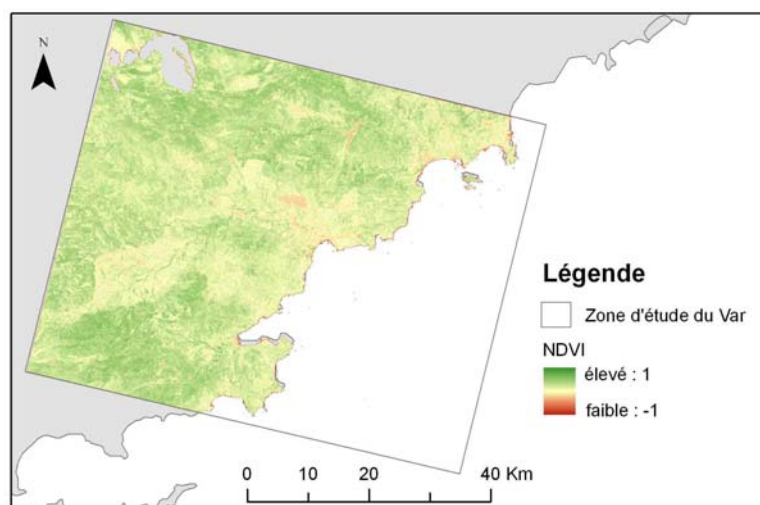 N
Légende
Zone d'étude du Var
NDVI
élevé : 1
faible : -1
0 10 20 40 Km